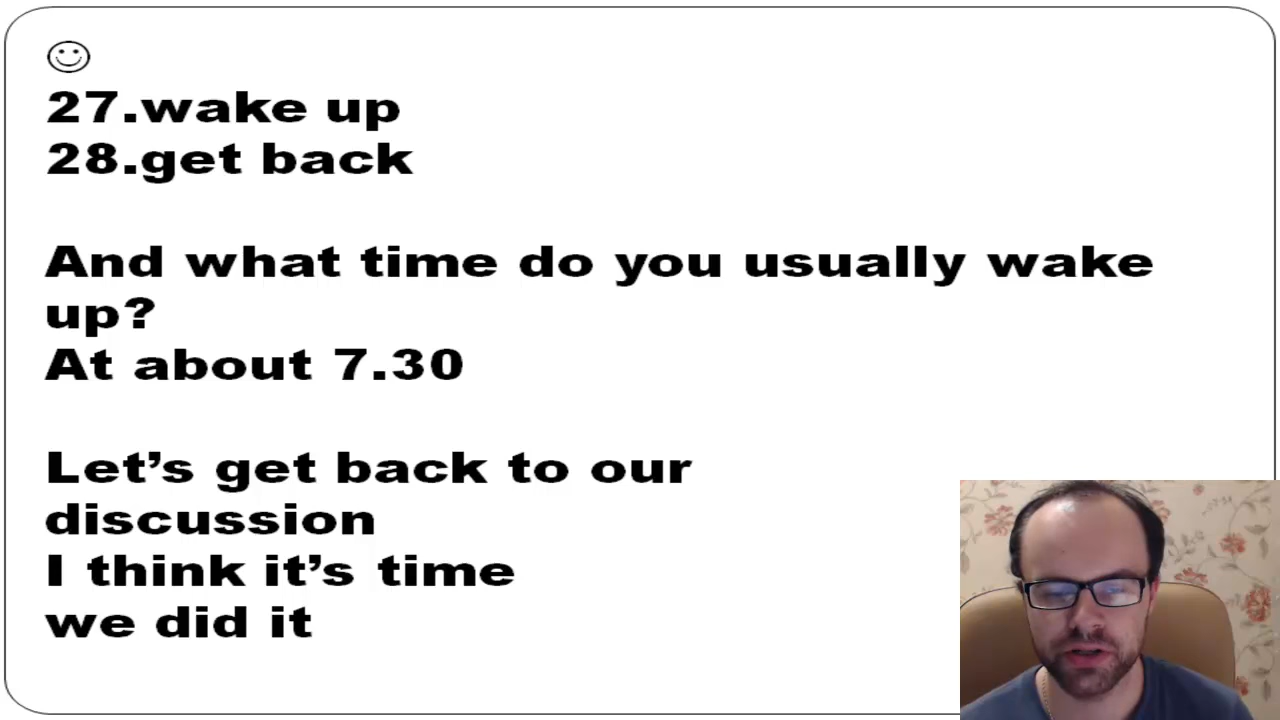 ☺
27.wake up
28.get back
And what time do you usually wake
up?
At about 7.30
Let’s get back to our
discussion
I think it’s time
we did it